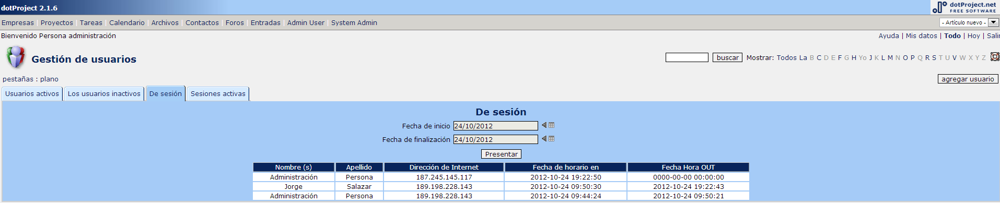 dotProject 2.1.6
dotProject.net
FREE SOFTWARE
Empresas | Proyectos | Tareas | Calendario | Archivos | Contactos | Foros | Entradas | Admin User | System Admin
- Artículo nuevo -
Bienvenido Persona administración
Ayuda | Mis datos | Todo | Hoy | Salir
Gestión de usuarios
buscar Mostrar: Todos La B C D E F G H Yo J K L M N O P Q R S T U V W X Y Z
pestañas : plano
agregar usuario
Usuarios activos Los usuarios inactivos De sesión Sesiones activas
De sesión
Fecha de inicio 24/10/2012
Fecha de finalización 24/10/2012
Presentar
Nombre (s) Apellido Dirección de Internet Fecha de horario en Fecha Hora OUT
Administración Persona 187.245.145.117 2012-10-24 19:22:50 0000-00-00 00:00:00
Jorge Salazar 189.198.228.143 2012-10-24 09:50:30 2012-10-24 19:22:43
Administración Persona 189.198.228.143 2012-10-24 09:44:24 2012-10-24 09:50:21